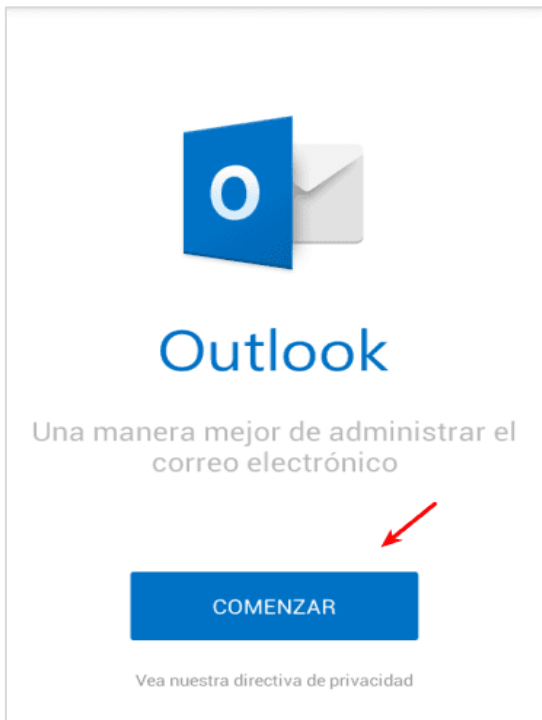 O
Outlook
Una manera mejor de administrar el
correo electrónico
COMENZAR
Vea nuestra directiva de privacidad